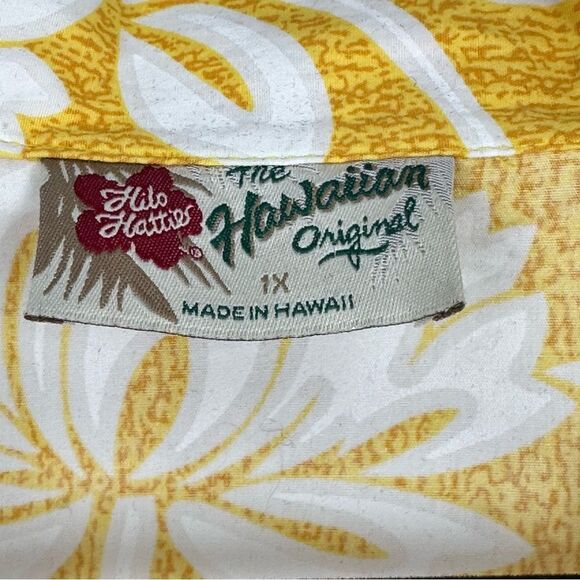 Hilo
Hattie
®
The
Hawaiian
Original
1X
MADE IN HAWAII